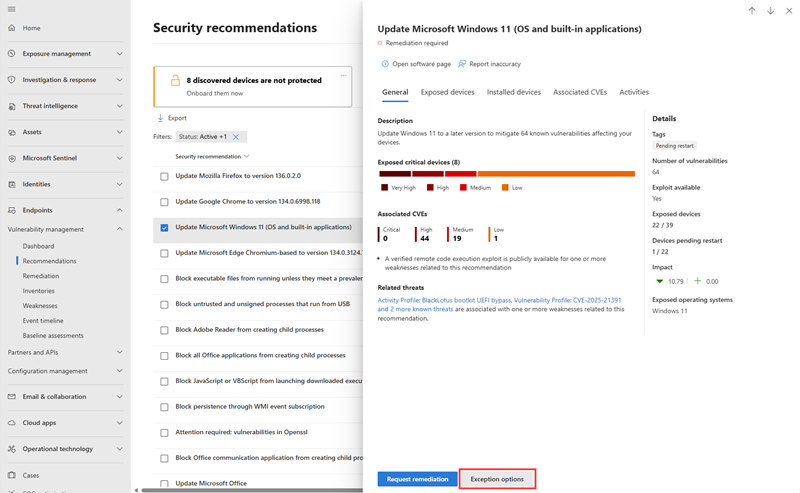 Home
Exposure management
Investigation & response
Threat intelligence
Assets
Microsoft Sentinel
Identities
Endpoints
Vulnerability management
Dashboard
Recommendations
Remediation
Inventories
Weaknesses
Event timeline
Baseline assessments
Partners and APIs
Configuration management
Email & collaboration
Cloud apps
Operational technology
Cases
Security recommendations
8 discovered devices are not protected
...
Onboard them now
Export
Filters: Status: Active +1
Security recommendation
Update Mozilla Firefox to version 136.0.2.0
Update Google Chrome to version 134.0.6998.118
Update Microsoft Windows 11 (OS and built-in applications)
Update Microsoft Edge Chromium-based to version 134.0.3124.
Block executable files from running unless they meet a prevalen
Block untrusted and unsigned processes that run from USB
Block Adobe Reader from creating child processes
Block all Office applications from creating child processes
Block JavaScript or VBScript from launching downloaded execu
Block persistence through WMI event subscription
Attention required: vulnerabilities in Openssl
Block Office communication application from creating child pro
Update Microsoft Office
Update Microsoft Windows 11 (OS and built-in applications)
Remediation required
Open software page
Report inaccuracy
General
Exposed devices
Installed devices
Associated CVEs
Activities
Description
Update Windows 11 to a later version to mitigate 64 known vulnerabilities affecting your
devices.
Exposed critical devices (8)
Very High
High
Medium
Low
Associated CVEs
Critical
0
High
44
Medium
19
Low
1
• A verified remote code execution exploit is publicly available for one or more
weaknesses related to this recommendation
Related threats
Activity Profile: BlackLotus bootkit UEFI bypass, Vulnerability Profile: CVE-2025-21391
and 2 more known threats are associated with one or more weaknesses related to this
recommendation.
Details
Tags
Pending restart
Number of vulnerabilities
64
Exploit available
Yes
Exposed devices
22 / 39
Devices pending restart
1 / 22
Impact
10.79 | + 0.00
Exposed operating systems
Windows 11
Request remediation
Exception options